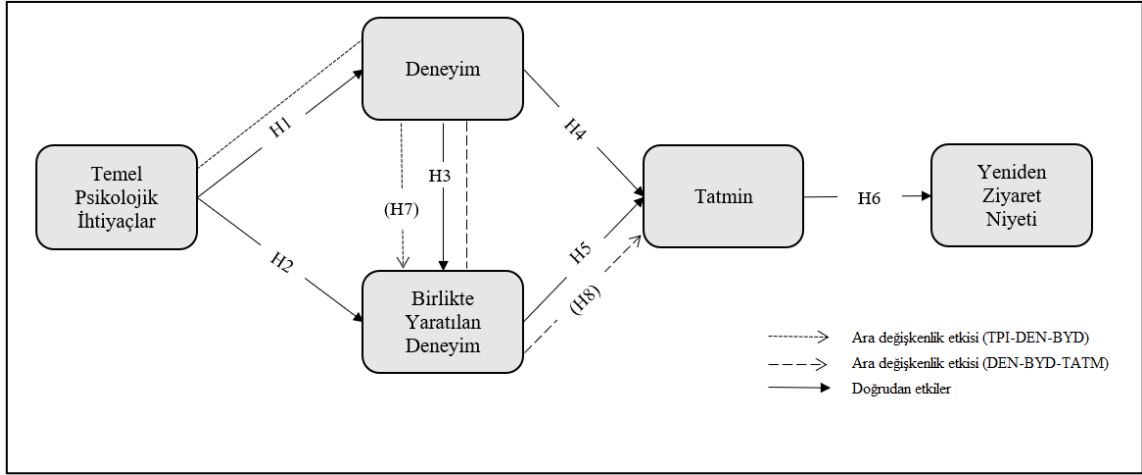 Deneyim
H1
H4
Temel
Psikolojik
İhtiyaçlar
H3
(H7)
Tatmin
H6
Yeniden
Ziyaret
Niyeti
H2
H5
(H8)
Birlikte
Yaratılan
Deneyim
Ara değişkenlik etkisi (TPI-DEN-BYD)
Ara değişkenlik etkisi (DEN-BYD-TATM)
Doğrudan etkiler